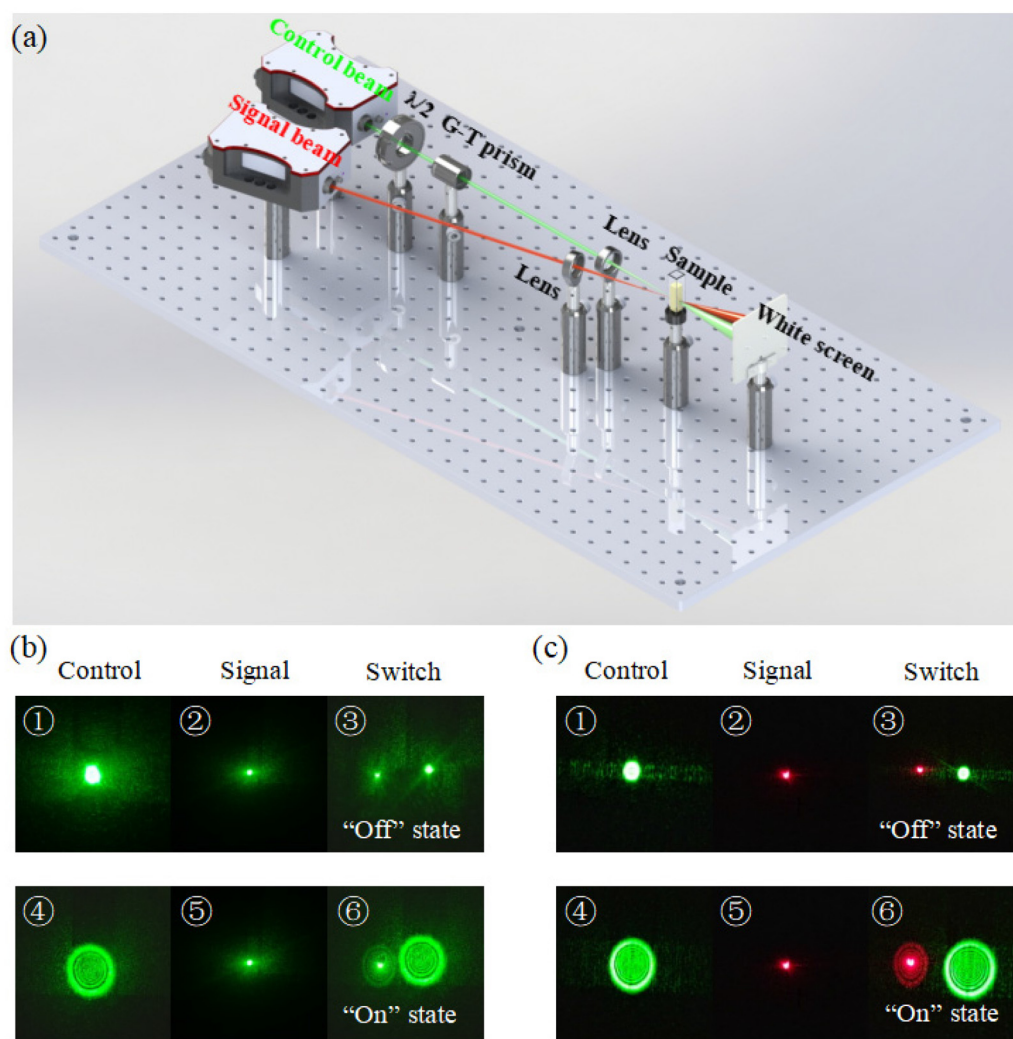 (a)
Control beam
Signal beam
λ/2
G-T prism
Lens
Lens
Sample
White screen
(b)
Control Signal Switch
① ② ③
“Off” state
④ ⑤ ⑥
“On” state
(c)
Control Signal Switch
① ② ③
“Off” state
④ ⑤ ⑥
“On” state